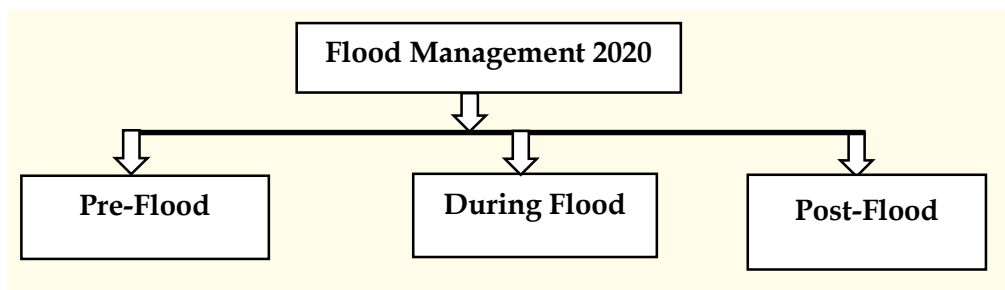 Flood Management 2020
Pre-Flood
During Flood
Post-Flood